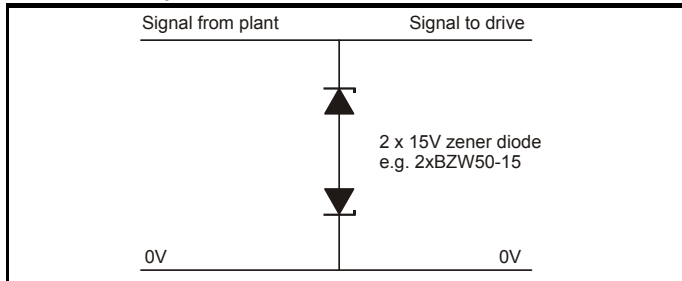 Signal from plant Signal to drive
2 x 15V zener diode
e.g. 2xBZW50-15
0V 0V